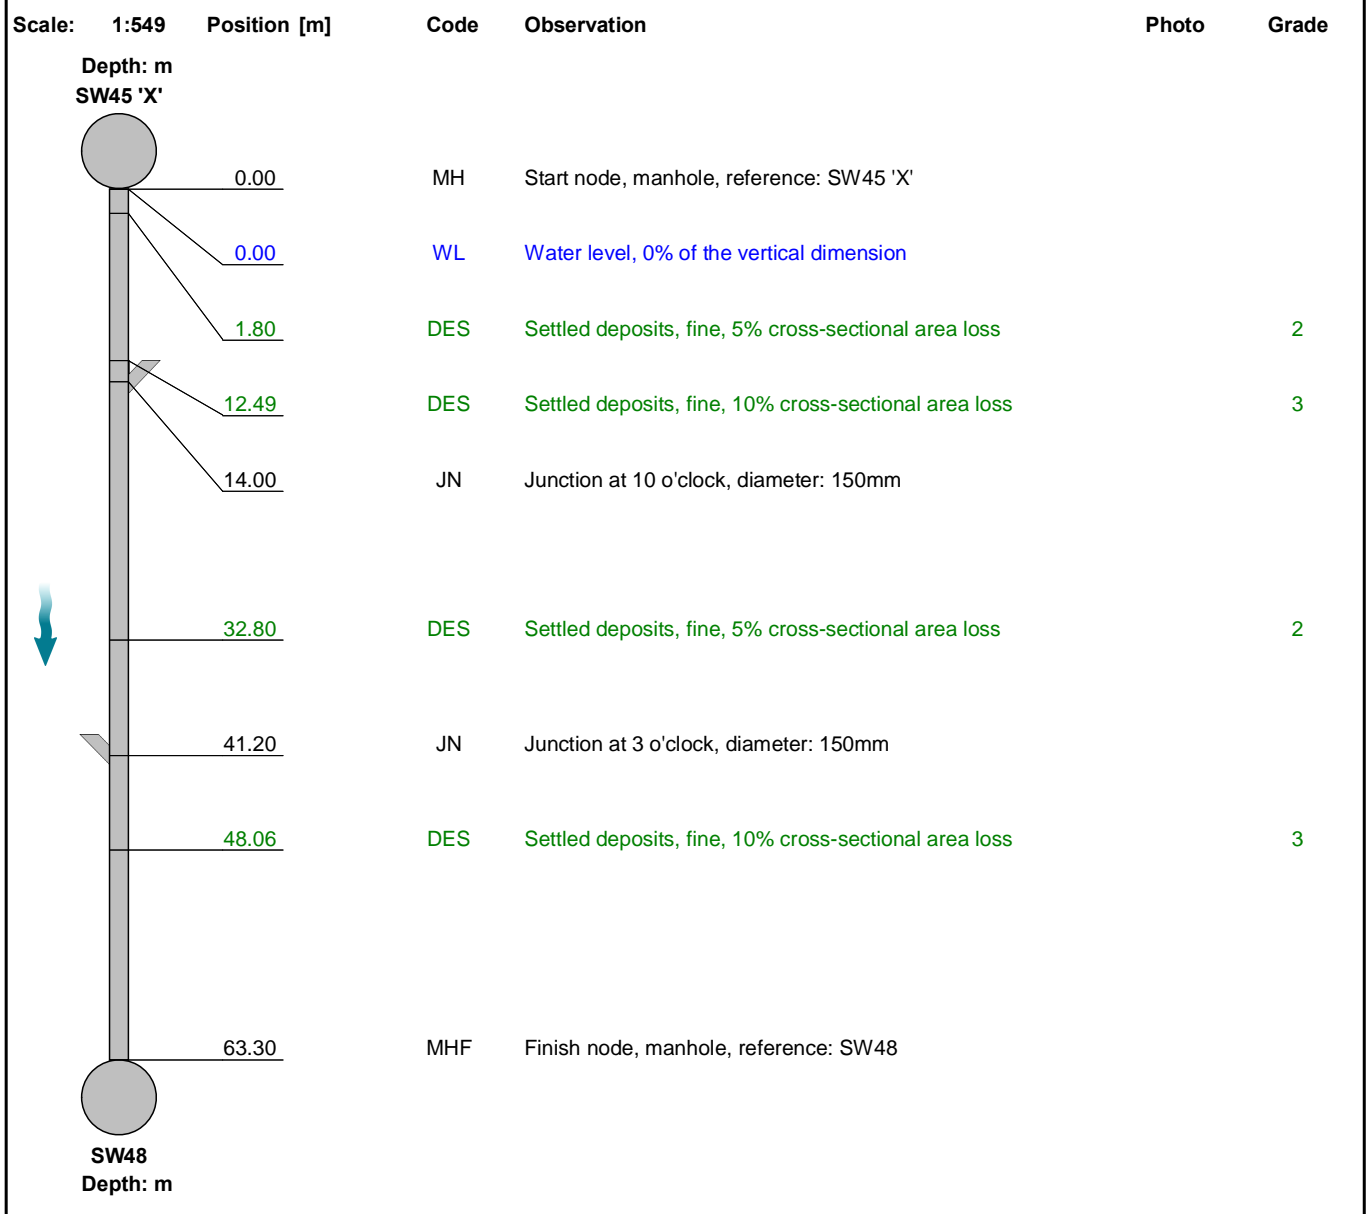 Scale: 1:549 Position [m] Code Observation Photo Grade
Depth: m
SW45 'X'
0.00 MH Start node, manhole, reference: SW45 'X'
0.00 WL Water level, 0% of the vertical dimension
1.80 DES Settled deposits, fine, 5% cross-sectional area loss 2
12.49 DES Settled deposits, fine, 10% cross-sectional area loss 3
14.00 JN Junction at 10 o'clock, diameter: 150mm
32.80 DES Settled deposits, fine, 5% cross-sectional area loss 2
41.20 JN Junction at 3 o'clock, diameter: 150mm
48.06 DES Settled deposits, fine, 10% cross-sectional area loss 3
63.30 MHF Finish node, manhole, reference: SW48
SW48
Depth: m